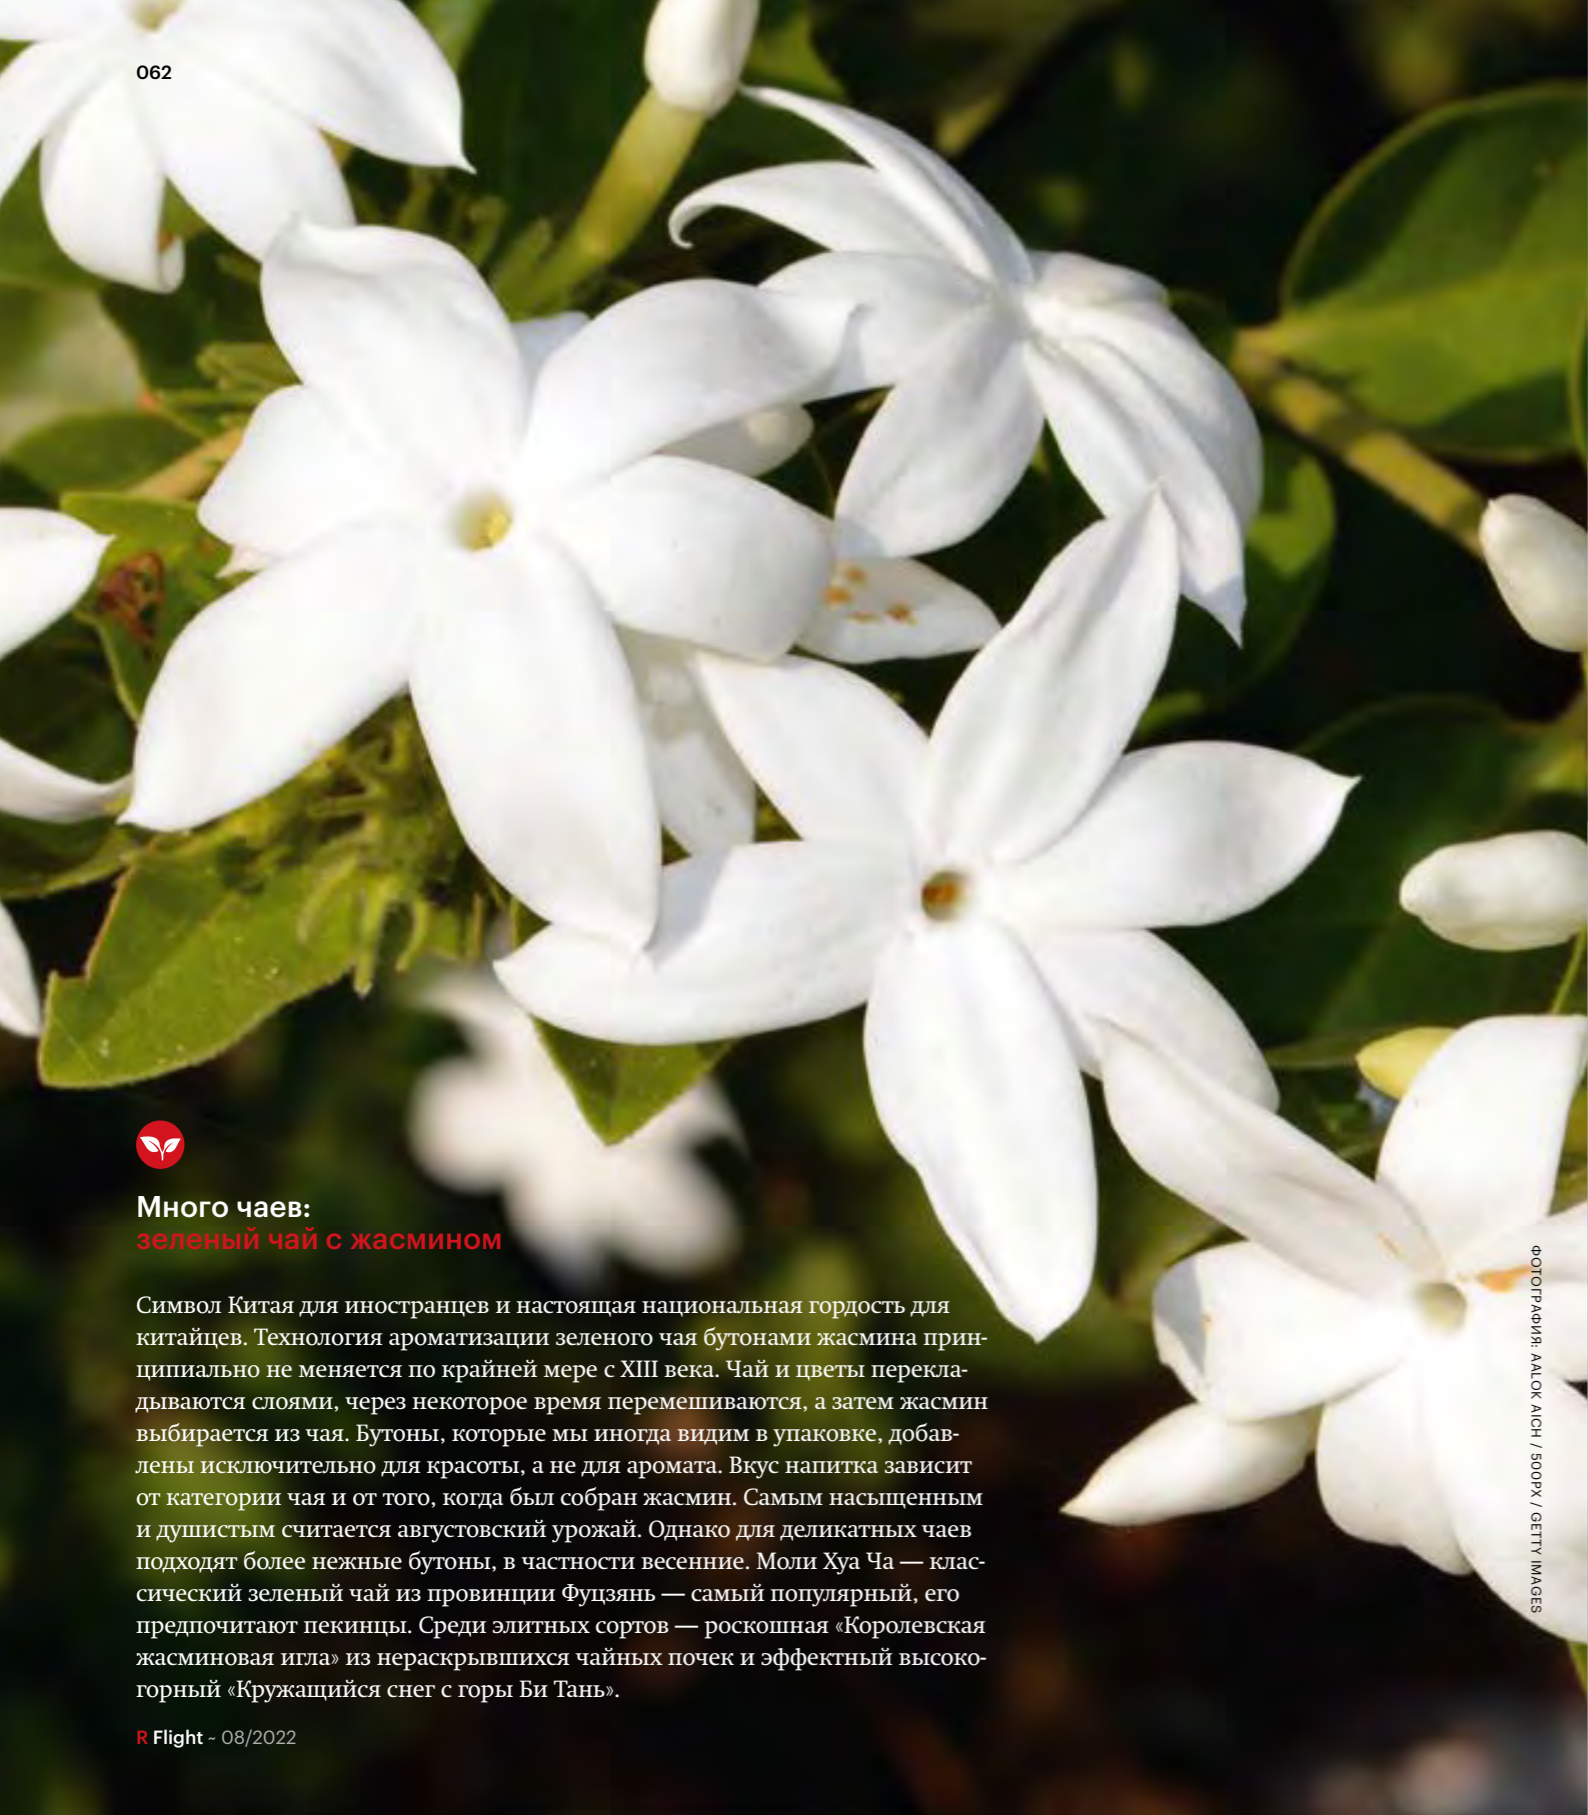 062
Много чаев:
зеленый чай с жасмином
Символ Китая для иностранцев и настоящая национальная гордость для
китайцев. Технология ароматизации зеленого чая бутонами жасмина прин-
ципиально не меняется по крайней мере с XIII века. Чай и цветы перекла-
дываются слоями, через некоторое время перемешиваются, а затем жасмин
выбирается из чая. Бутоны, которые мы иногда видим в упаковке, добав-
лены исключительно для красоты, а не для аромата. Вкус напитка зависит
от категории чая и от того, когда был собран жасмин. Самым насыщенным
и душистым считается августовский урожай. Однако для деликатных чаев
подходят более нежные бутоны, в частности весенние. Моли Хуа Ча — клас-
сический зеленый чай из провинции Фуцзянь — самый популярный, его
предпочитают пекинцы. Среди элитных сортов — роскошная «Королевская
жасминовая игла» из нераскрывшихся чайных почек и эффектный высоко-
горный «Кружащийся снег с горы Би Тань».
R Flight ~ 08/2022
ФОТОГРАФИЯ: AALOK AICH / 500PX / GETTY IMAGES